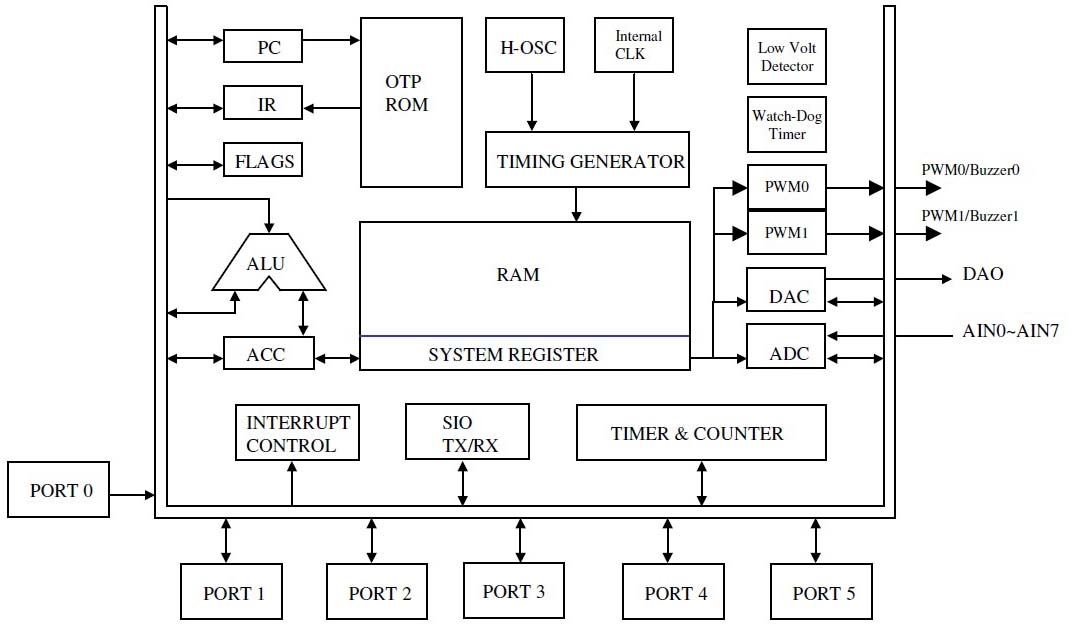 PC
IR
FLAGS
OTP
ROM
H-OSC
Internal
CLK
Low Volt
Detector
Watch-Dog
Timer
TIMING GENERATOR
PWM0
PWM0/Buzzer0
PWM1
PWM1/Buzzer1
ALU
RAM
DAC
DAO
ACC
SYSTEM REGISTER
ADC
AIN0~AIN7
INTERRUPT
CONTROL
SIO
TX/RX
TIMER & COUNTER
PORT 0
PORT 1
PORT 2
PORT 3
PORT 4
PORT 5